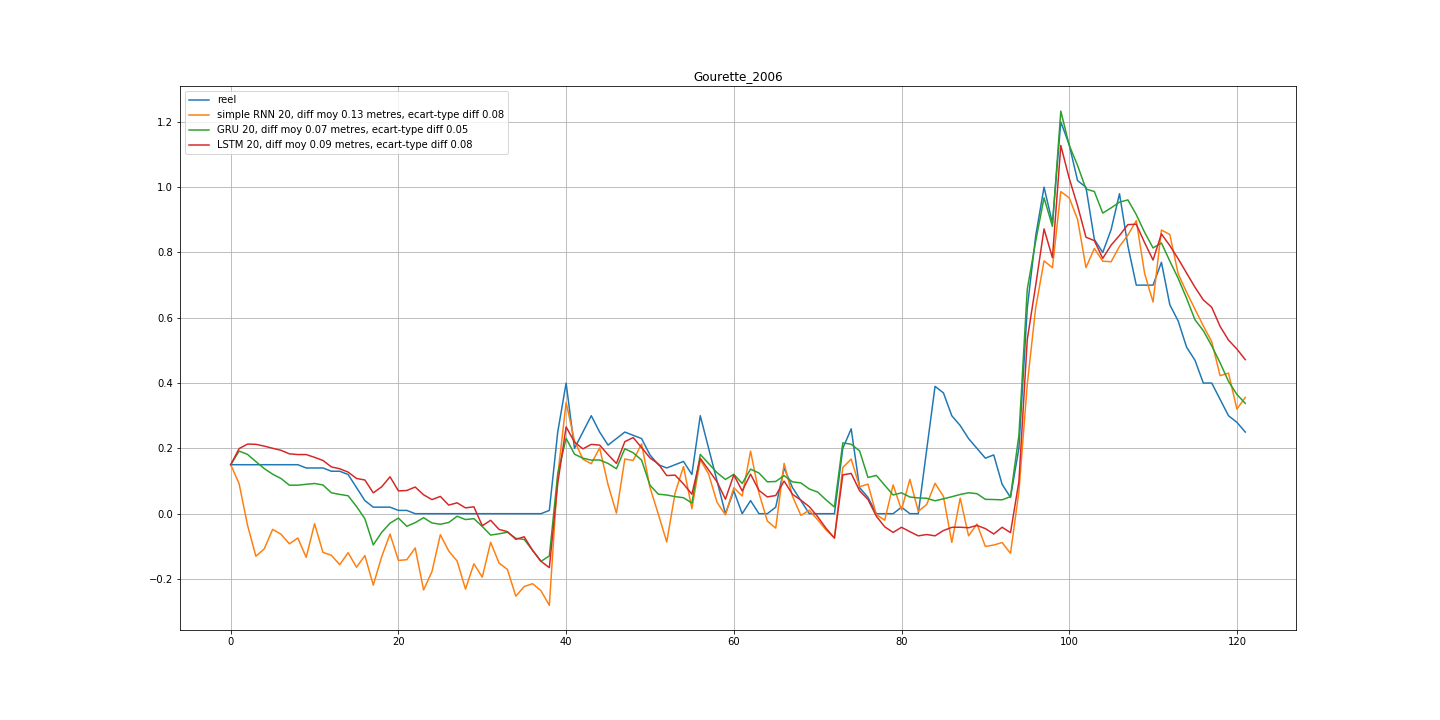 Gourette_2006
reel
simple RNN 20, diff moy 0.13 metres, ecart-type diff 0.08
GRU 20, diff moy 0.07 metres, ecart-type diff 0.05
LSTM 20, diff moy 0.09 metres, ecart-type diff 0.08
1.2
1.0
0.8
0.6
0.4
0.2
0.0
−0.2
0 20 40 60 80 100 120